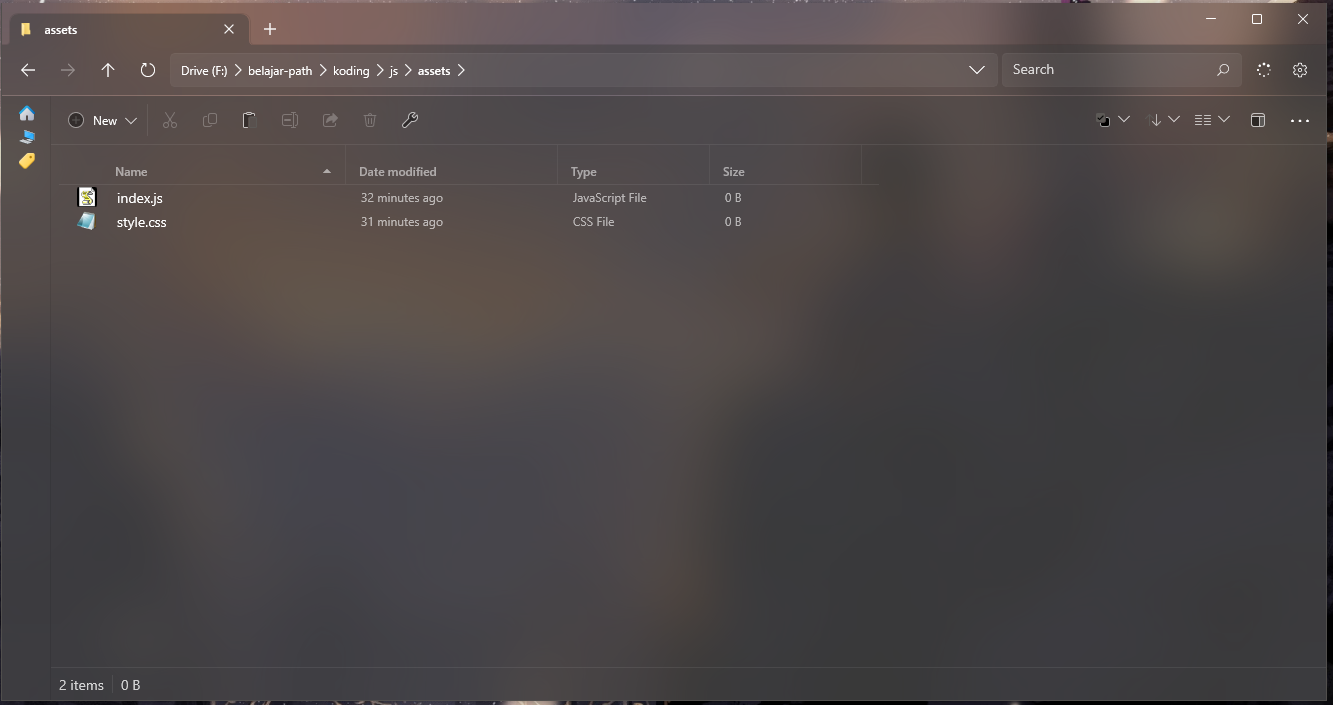 assets
Drive (F:) belajar-path koding js assets Search
New
Name Date modified Type Size
index.js 32 minutes ago JavaScript File 0 B
style.css 31 minutes ago CSS File 0 B
2 items 0 B